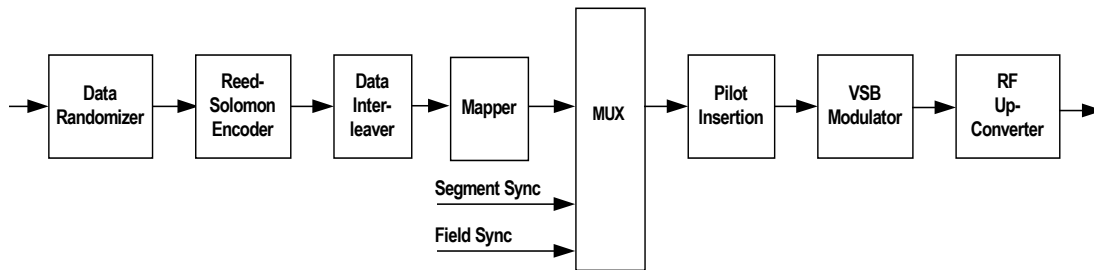 Data
Randomizer
Reed-
Solomon
Encoder
Data
Inter-
leaver
Mapper
Segment Sync
Field Sync
MUX
Pilot
Insertion
VSB
Modulator
RF
Up-
Converter